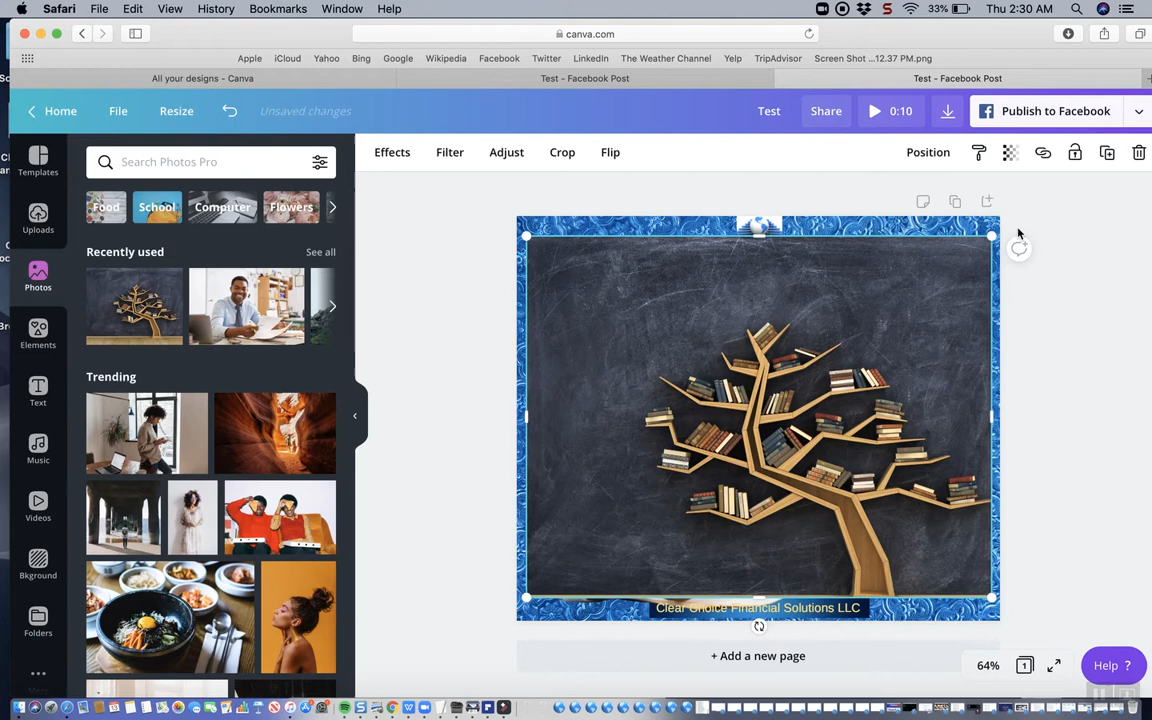 Safari File Edit View History Bookmarks Window Help 33% Thu 2:30 AM
canva.com
Apple iCloud Yahoo Bing Google Wikipedia Facebook Twitter LinkedIn The Weather Channel Yelp TripAdvisor Screen Shot ...12.37 PM.png
All your designs - Canva Test - Facebook Post Test - Facebook Post
Home File Resize Unsaved changes Test Share 0:10 Publish to Facebook
Templates
Uploads
Photos
Elements
Text
Music
Videos
Bkground
Folders
Search Photos Pro
Food School Computer Flowers
Recently used See all
Trending
Effects Filter Adjust Crop Flip Position
Clear Choice Financial Solutions LLC
+ Add a new page
64% 1 Help ?